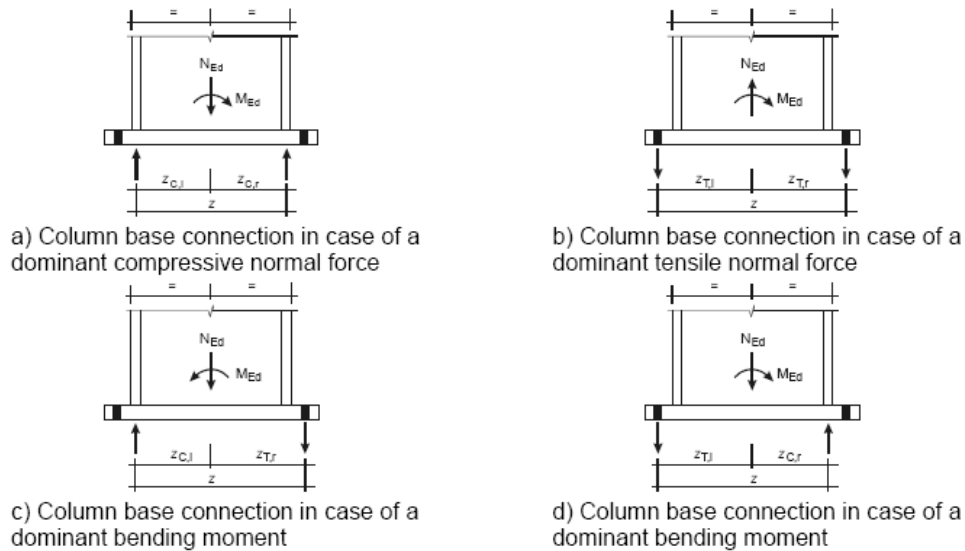 = =
N_Ed
M_Ed
z_C,l z_C,r
z
a) Column base connection in case of a
dominant compressive normal force
= =
N_Ed
M_Ed
z_T,l z_T,r
z
b) Column base connection in case of a
dominant tensile normal force
= =
N_Ed
M_Ed
z_C,l z_T,r
z
c) Column base connection in case of a
dominant bending moment
= =
N_Ed
M_Ed
z_T,l z_C,r
z
d) Column base connection in case of a
dominant bending moment